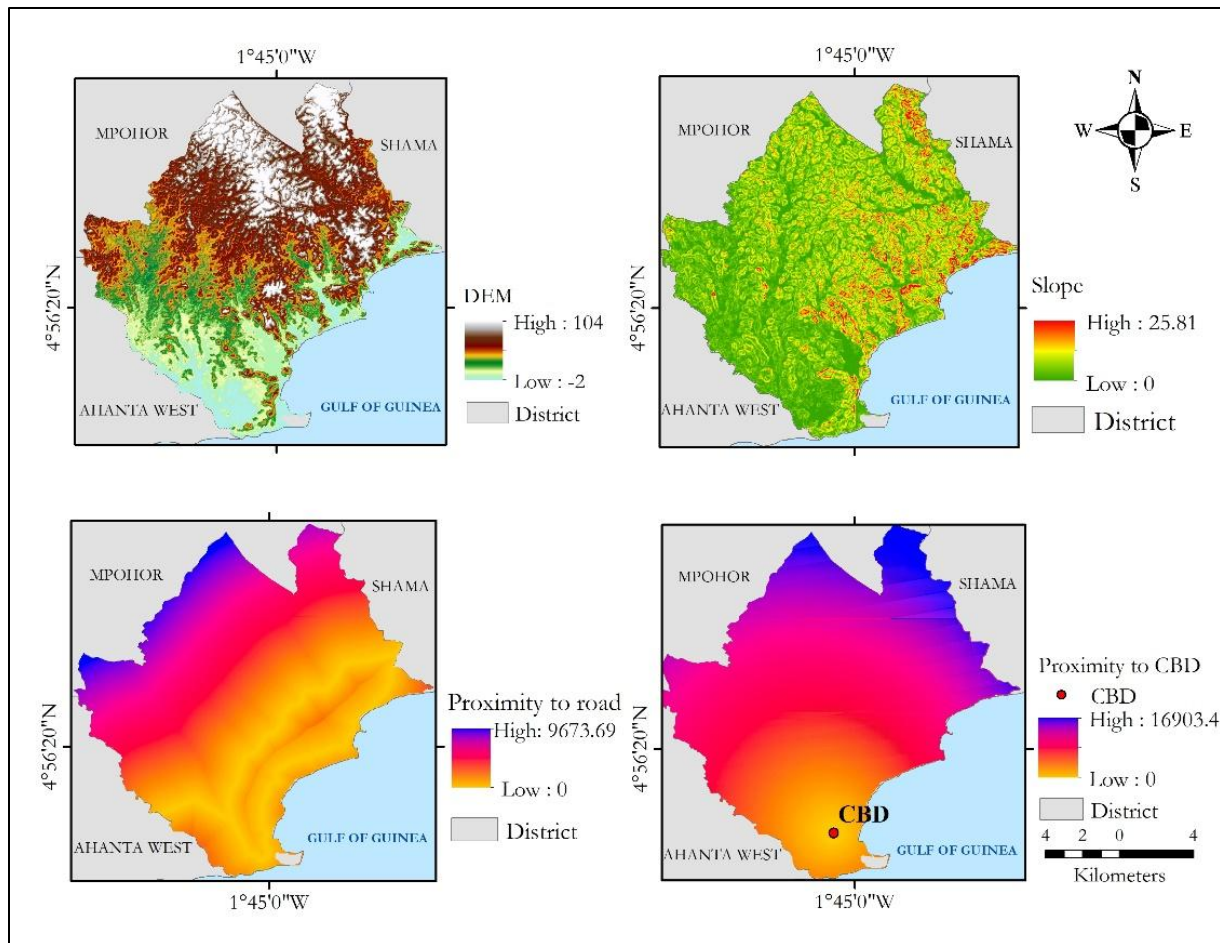 1°45'0"W
MPOHOR
SHAMA
4°56'20"N
DEM
High : 104
Low : -2
AHANTA WEST
GULF OF GUINEA
District
1°45'0"W
SHAMA
4°56'20"N
Slope
High : 25.81
Low : 0
AHANTA WEST
GULF OF GUINEA
District
N
W
E
S
MPOHOR
SHAMA
4°56'20"N
Proximity to road
High: 9673.69
Low : 0
AHANTA WEST
GULF OF GUINEA
District
1°45'0"W
MPOHOR
SHAMA
4°56'20"N
Proximity to CBD
CBD
High : 16903.4
Low : 0
CBD
AHANTA WEST
GULF OF GUINEA
District
4 2 0 4
Kilometers
1°45'0"W